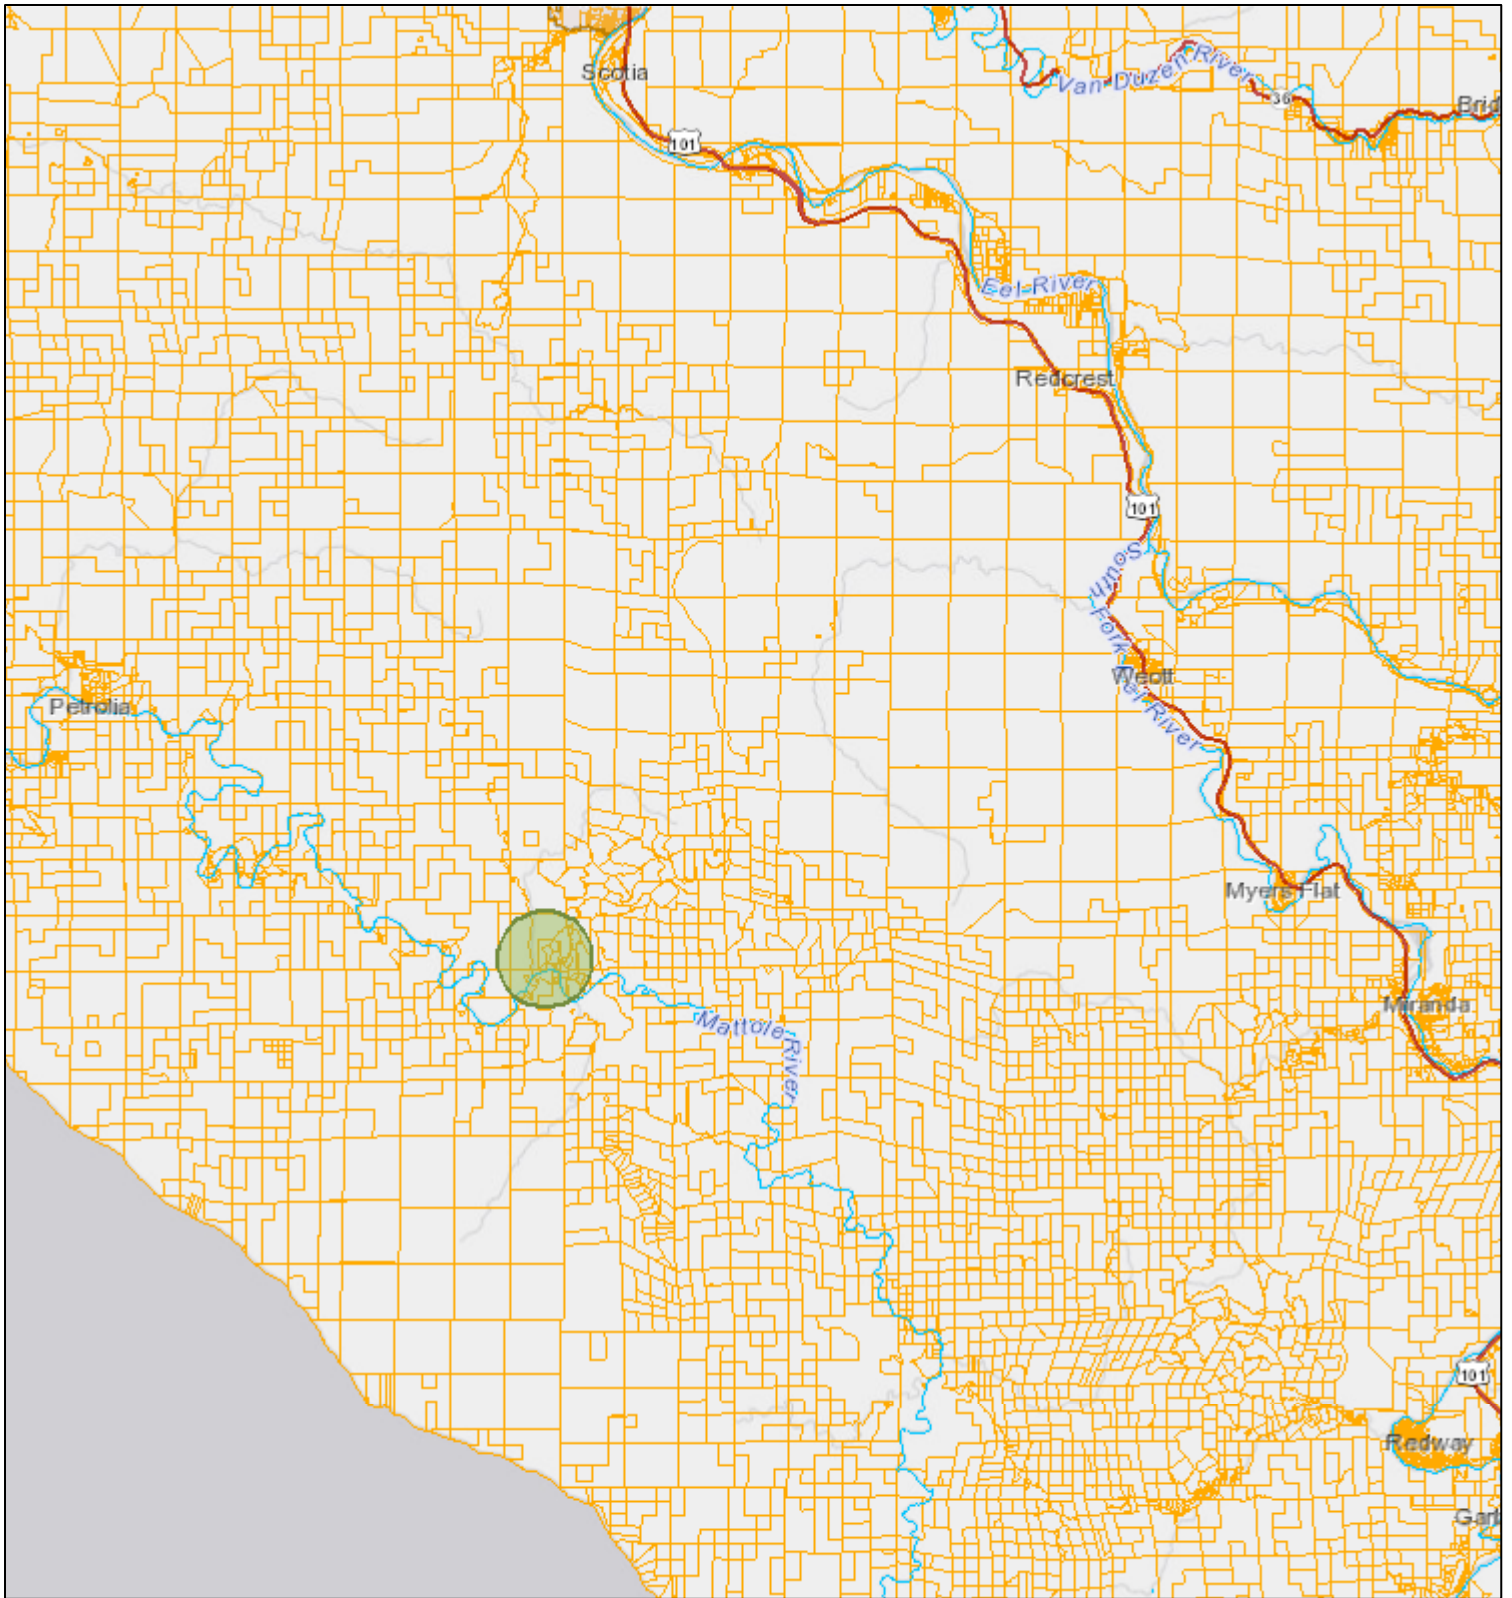 Scotia
Van Duzen River
36
Brid
101
Eel River
Redcrest
101
South Fork Eel River
Weott
Petrolia
Myers Flat
Miranda
Mattole River
101
Redway
Garb